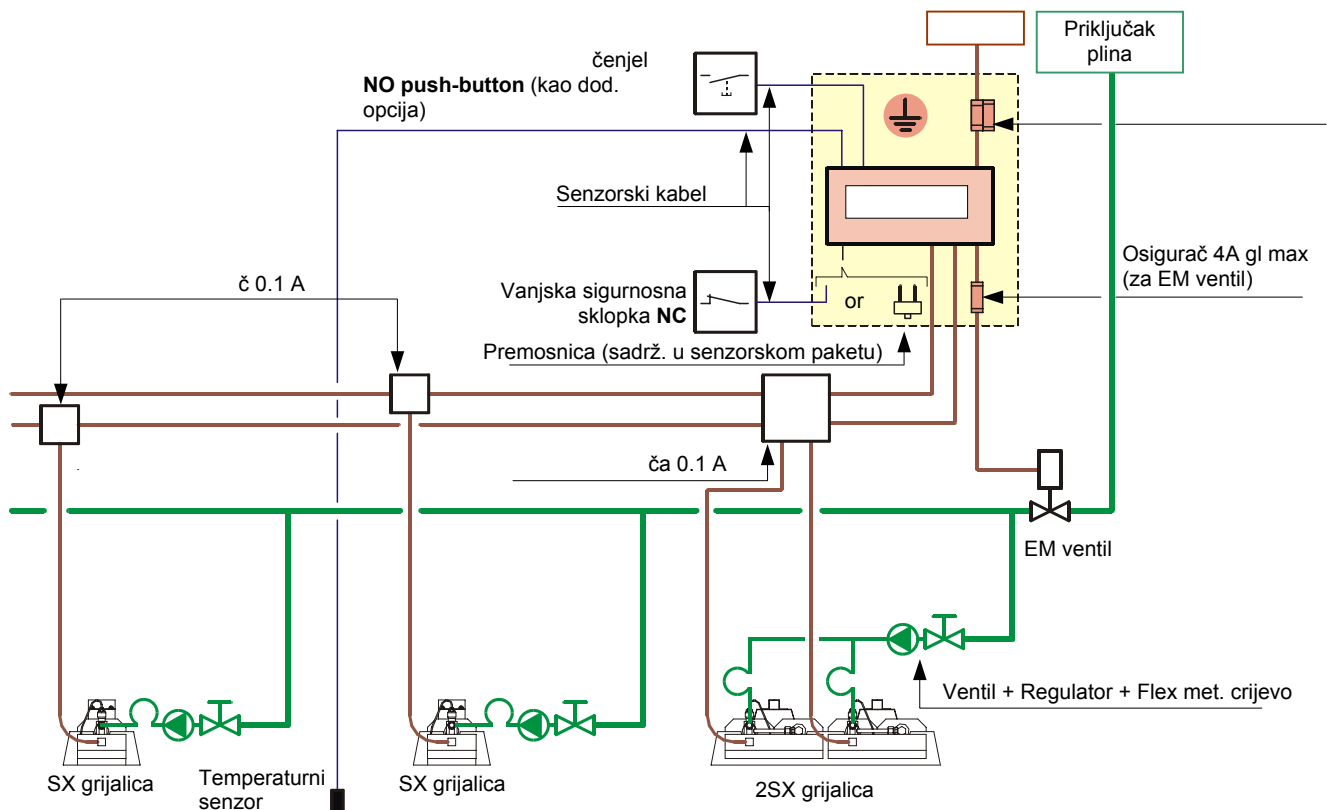 Priključak
plina
čenjel
NO push-button (kao dod.
opcija)
Senzorski kabel
Osigurač 4A gl max
(za EM ventil)
č 0.1 A
Vanjska sigurnosna
sklopka NC
or
Premosnica (sadrž. u senzorskom paketu)
ča 0.1 A
EM ventil
Ventil + Regulator + Flex met. crijevo
SX grijalica
Temperaturni
senzor
SX grijalica
2SX grijalica